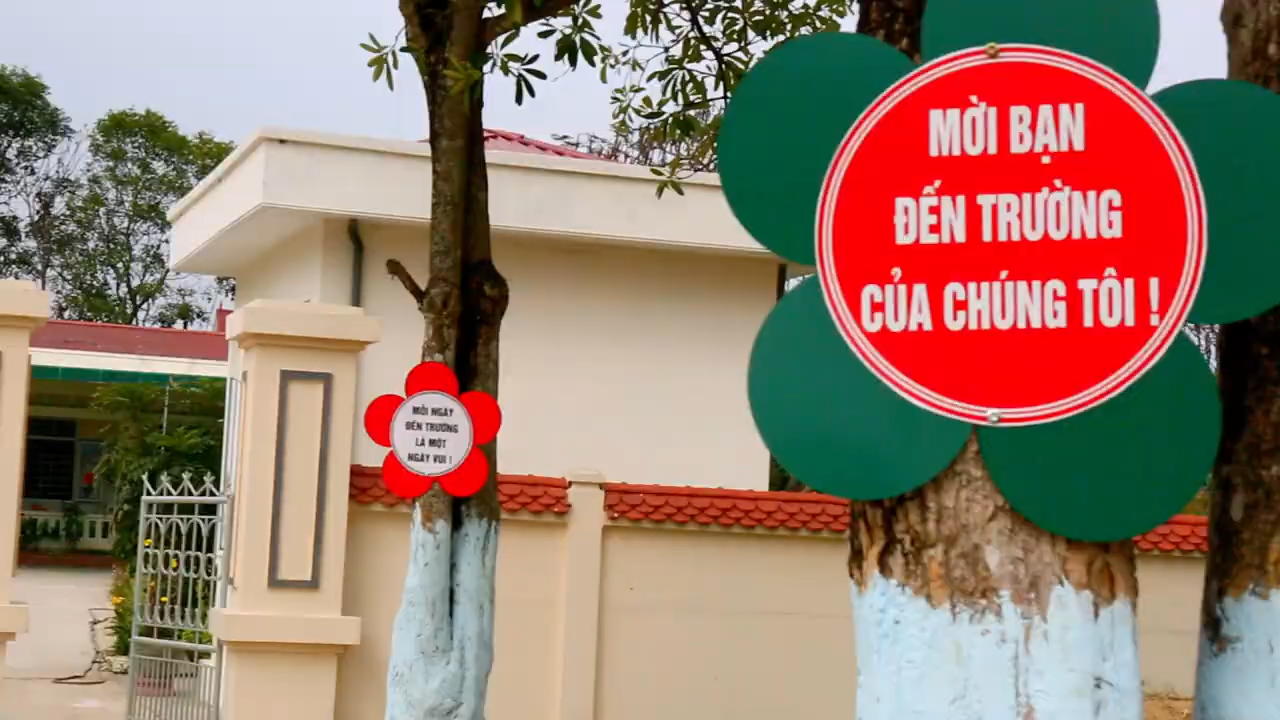 MỜI BẠN
ĐẾN TRƯỜNG
CỦA CHÚNG TÔI !
MỖI NGÀY
ĐẾN TRƯỜNG
LÀ MỘT
NGÀY VUI !